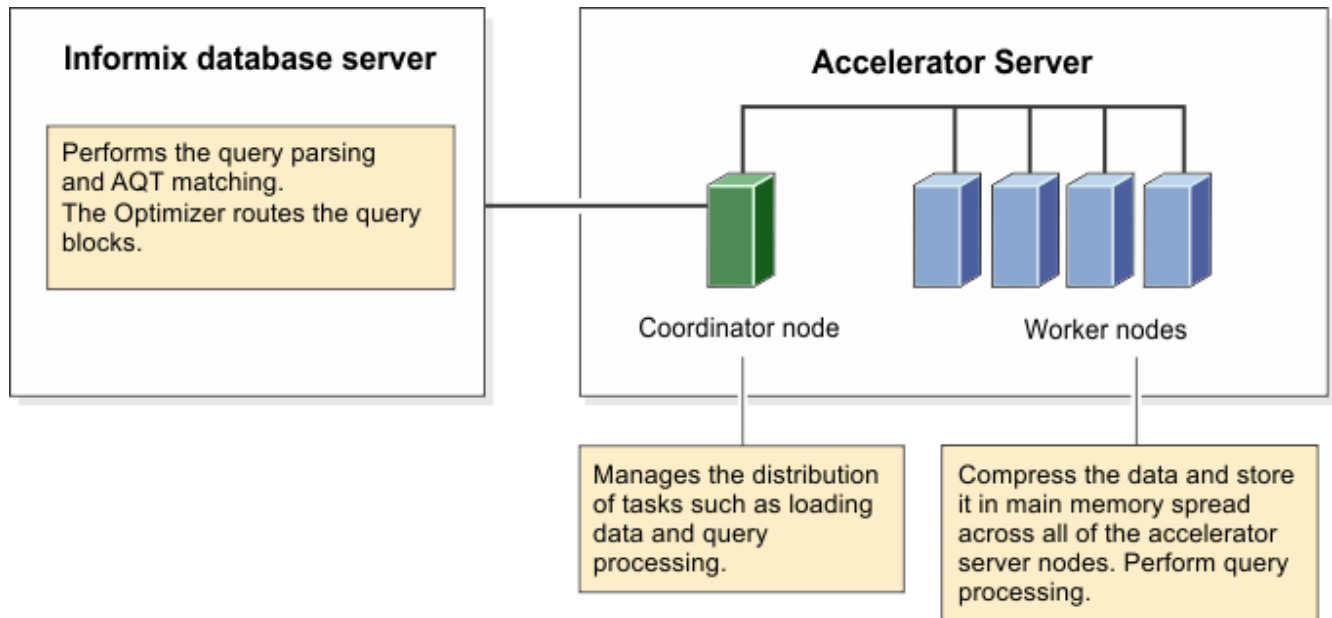 Informix database server
Performs the query parsing
and AQT matching.
The Optimizer routes the query
blocks.
Accelerator Server
Coordinator node
Worker nodes
Manages the distribution
of tasks such as loading
data and query
processing.
Compress the data and store
it in main memory spread
across all of the accelerator
server nodes. Perform query
processing.